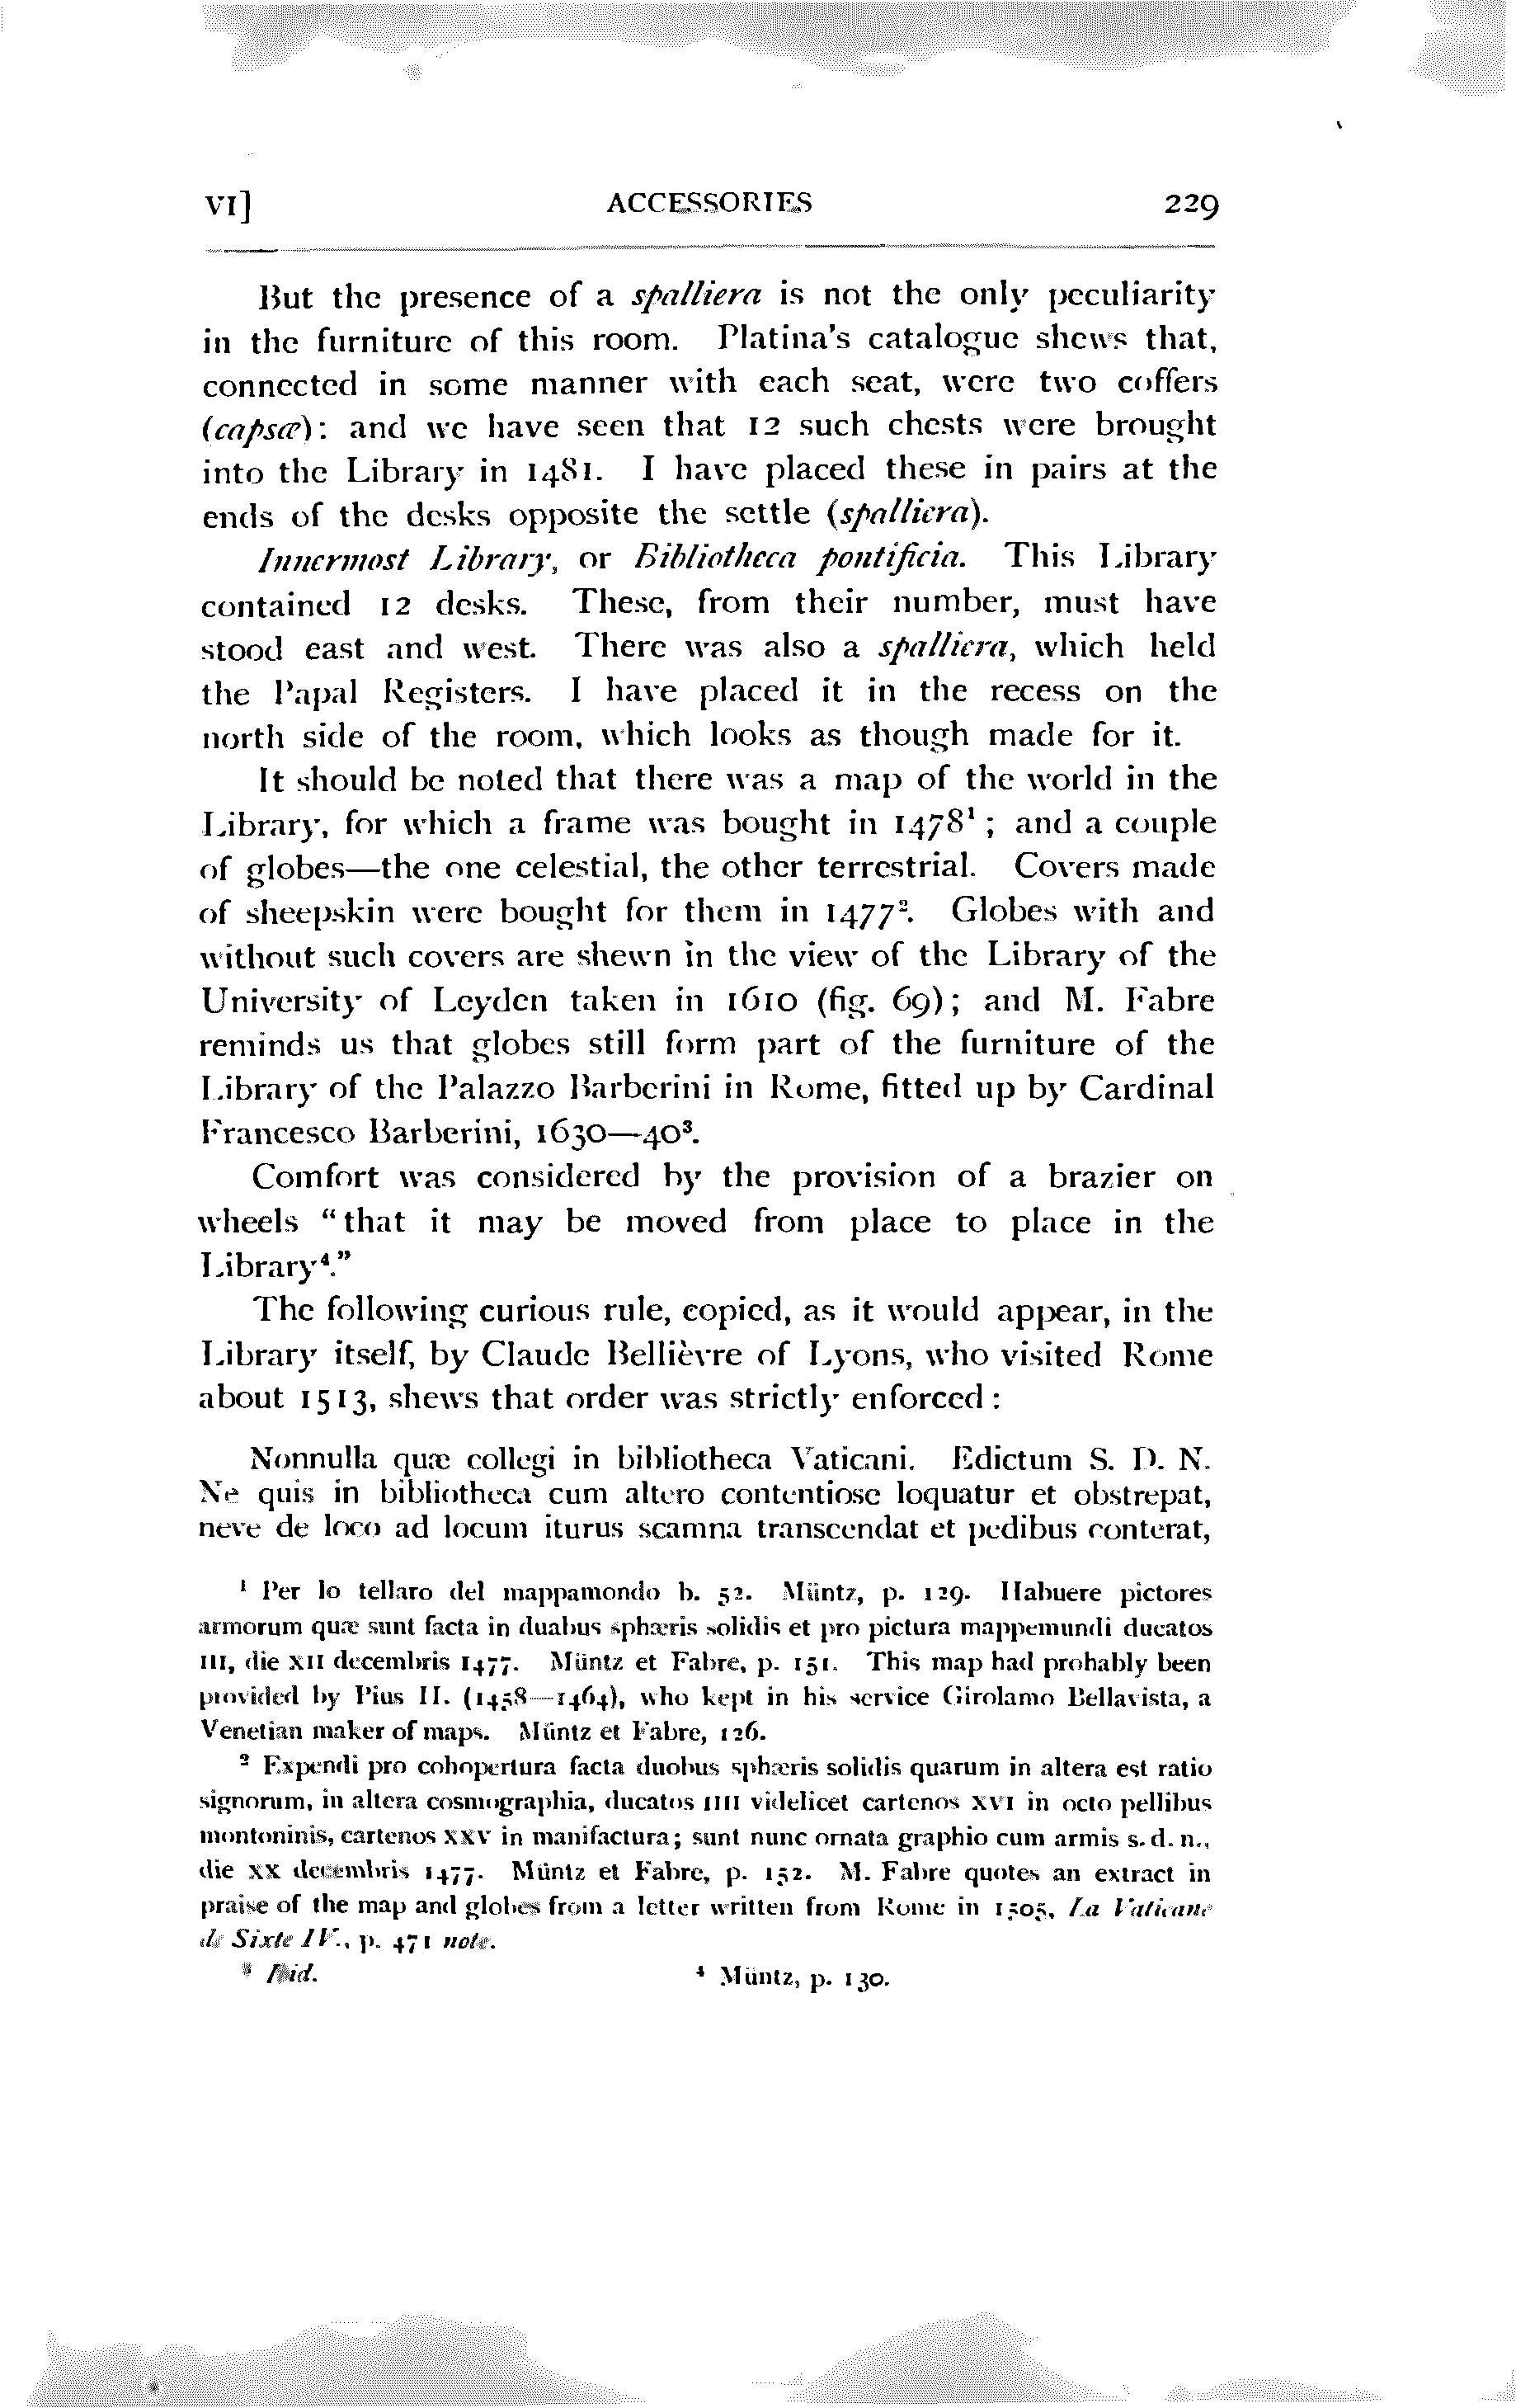 VI] ACCESSORIES 229
But the presence of a spalliera is not the only peculiarity
in the furniture of this room. Platina's catalogue shews that,
connected in some manner with each seat, were two coffers
(capsæ): and we have seen that 12 such chests were brought
into the Library in 1481. I have placed these in pairs at the
ends of the desks opposite the settle (spalliera).
Innermost Library, or Bibliotheca pontificia. This Library
contained 12 desks. These, from their number, must have
stood east and west. There was also a spalliera, which held
the Papal Registers. I have placed it in the recess on the
north side of the room, which looks as though made for it.
It should be noted that there was a map of the world in the
Library, for which a frame was bought in 1478¹; and a couple
of globes—the one celestial, the other terrestrial. Covers made
of sheepskin were bought for them in 1477². Globes with and
without such covers are shewn in the view of the Library of the
University of Leyden taken in 1610 (fig. 69); and M. Fabre
reminds us that globes still form part of the furniture of the
Library of the Palazzo Barberini in Rome, fitted up by Cardinal
Francesco Barberini, 1630—40³.
Comfort was considered by the provision of a brazier on
wheels "that it may be moved from place to place in the
Library⁴."
The following curious rule, copied, as it would appear, in the
Library itself, by Claude Bellièvre of Lyons, who visited Rome
about 1513, shews that order was strictly enforced:
Nonnulla quæ collegi in bibliotheca Vaticani. Edictum S. D. N.
Ne quis in bibliotheca cum altero contentiose loquatur et obstrepat,
neve de loco ad locum iturus scamna transcendat et pedibus conterat,
¹ Per lo tellaro del mappamondo b. 52. Müntz, p. 129. Habuere pictores
armorum quæ sunt facta in duabus sphæris solidis et pro pictura mappemundi ducatos
III, die XII decembris 1477. Müntz et Fabre, p. 151. This map had probably been
provided by Pius II. (1458—1464), who kept in his service Girolamo Bellavista, a
Venetian maker of maps. Müntz et Fabre, 126.
² Expendi pro cohopertura facta duobus sphæris solidis quarum in altera est ratio
signorum, in altera cosmographia, ducatos IIII videlicet cartenos XVI in octo pellibus
montoninis, cartenos XXV in manifactura; sunt nunc ornata graphio cum armis s. d. n.,
die XX decembris 1477. Müntz et Fabre, p. 152. M. Fabre quotes an extract in
praise of the map and globes from a letter written from Rome in 1505, La Vaticane
de Sixte IV., p. 471 note.
³ Ibid. ⁴ Müntz, p. 130.